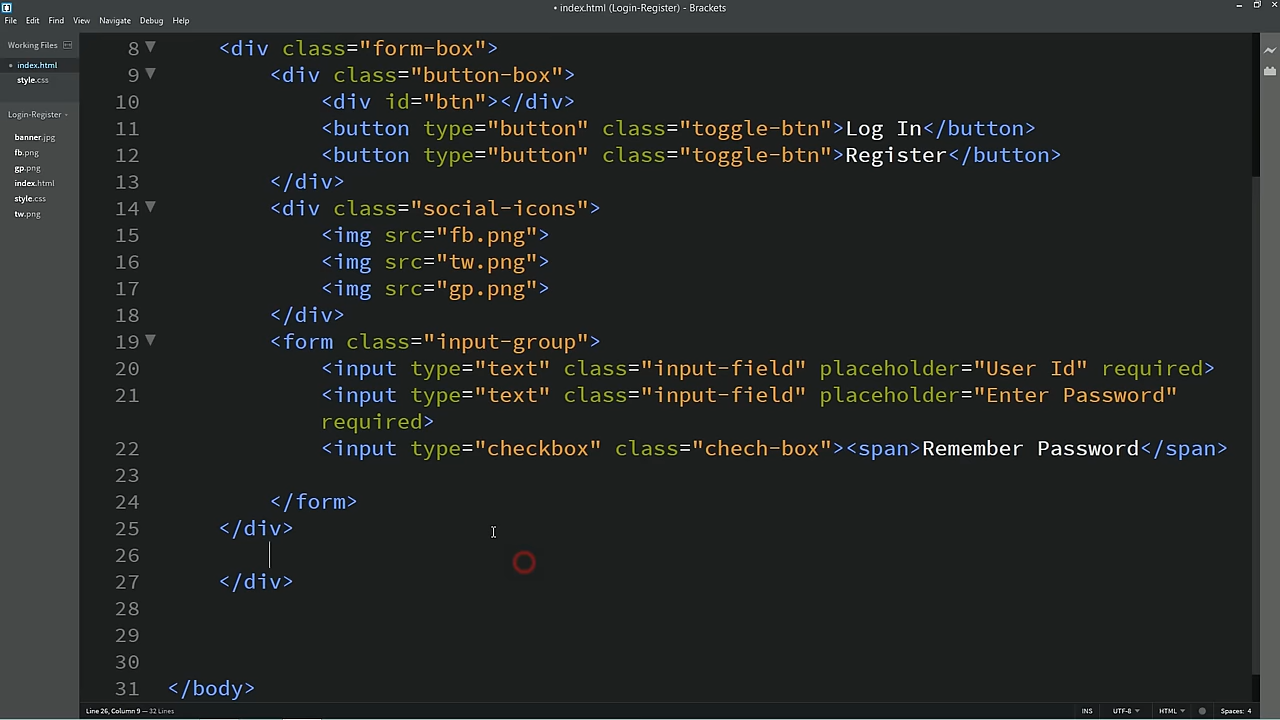 • index.html (Login-Register) - Brackets
File Edit Find View Navigate Debug Help
Working Files
• index.html
style.css
Login-Register
banner.jpg
fb.png
gp.png
index.html
style.css
tw.png
8 <div class="form-box">
9 <div class="button-box">
10 <div id="btn"></div>
11 <button type="button" class="toggle-btn">Log In</button>
12 <button type="button" class="toggle-btn">Register</button>
13 </div>
14 <div class="social-icons">
15 <img src="fb.png">
16 <img src="tw.png">
17 <img src="gp.png">
18 </div>
19 <form class="input-group">
20 <input type="text" class="input-field" placeholder="User Id" required>
21 <input type="text" class="input-field" placeholder="Enter Password"
required>
22 <input type="checkbox" class="chech-box"><span>Remember Password</span>
23
24 </form>
25 </div>
26
27 </div>
28
29
30
31 </body>
Line 26, Column 9 — 32 Lines
INS UTF-8 HTML Spaces: 4